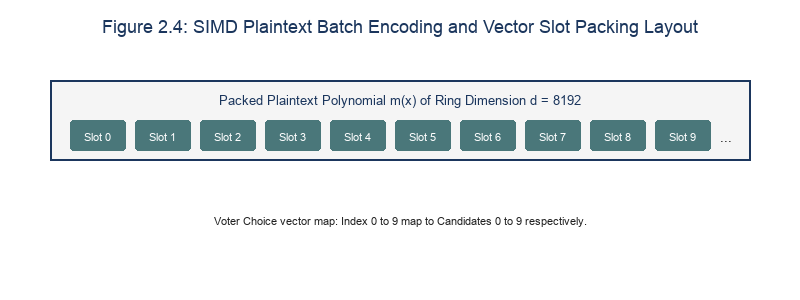 Figure 2.4: SIMD Plaintext Batch Encoding and Vector Slot Packing Layout
Packed Plaintext Polynomial m(x) of Ring Dimension d = 8192
Slot 0 Slot 1 Slot 2 Slot 3 Slot 4 Slot 5 Slot 6 Slot 7 Slot 8 Slot 9 ...
Voter Choice vector map: Index 0 to 9 map to Candidates 0 to 9 respectively.